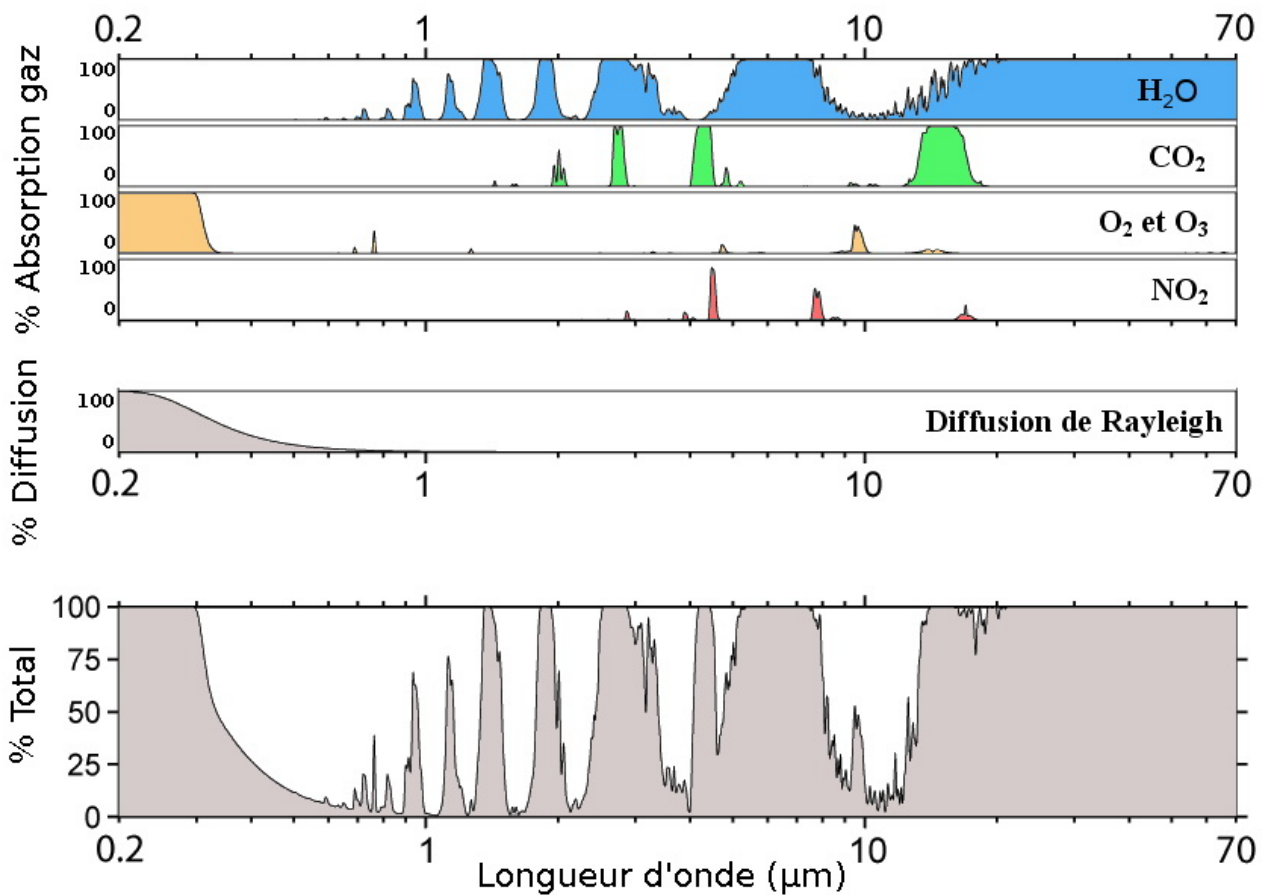 0.2 1 10 70
% Absorption gaz
100
0
H₂O
100
0
CO₂
100
0
O₂ et O₃
100
0
NO₂
% Diffusion
100
0
Diffusion de Rayleigh
0.2 1 10 70
% Total
100
75
50
25
0
0.2 1 10 70
Longueur d'onde (µm)